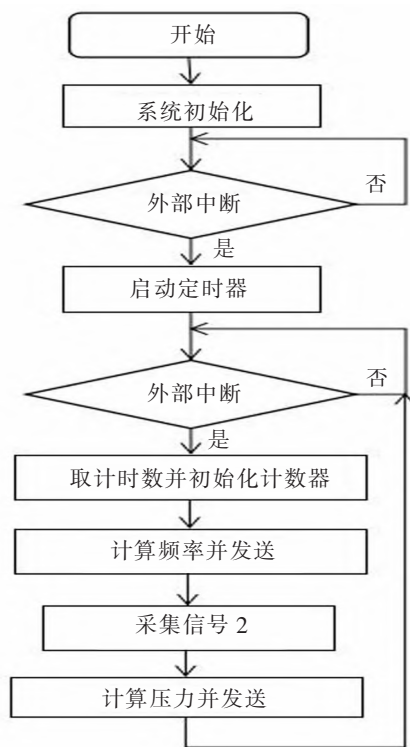 开始
系统初始化
外部中断
否
是
启动定时器
外部中断
否
是
取计时数并初始化计数器
计算频率并发送
采集信号 2
计算压力并发送